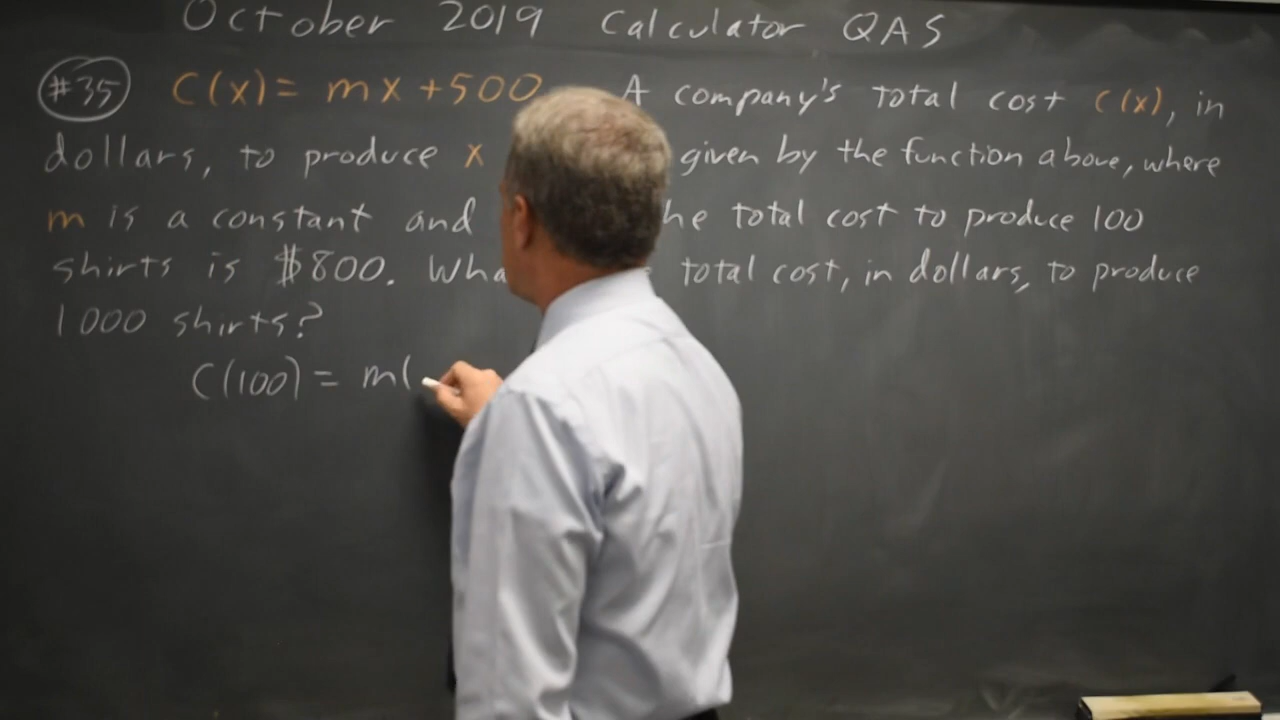 October 2019 Calculator QAS
#35 C(x) = mx +500 A company's total cost C(x), in
dollars, to produce x given by the function above, where
m is a constant and total cost to produce 100
shirts is $800. total cost, in dollars, to produce
1000 shirts?
C(100) = m(